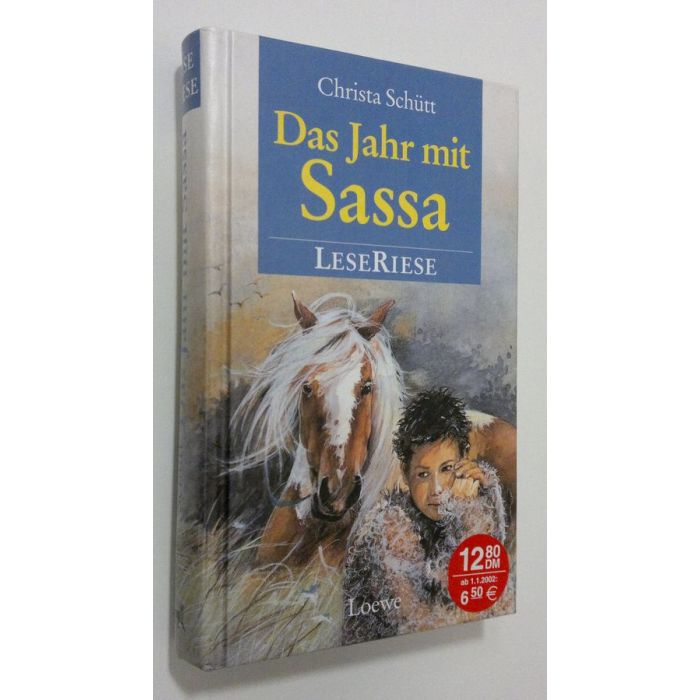 Christa Schütt
Das Jahr mit
Sassa
LESERIESE
Loewe
12 80 DM
ab 1.1.2002:
6 50 €